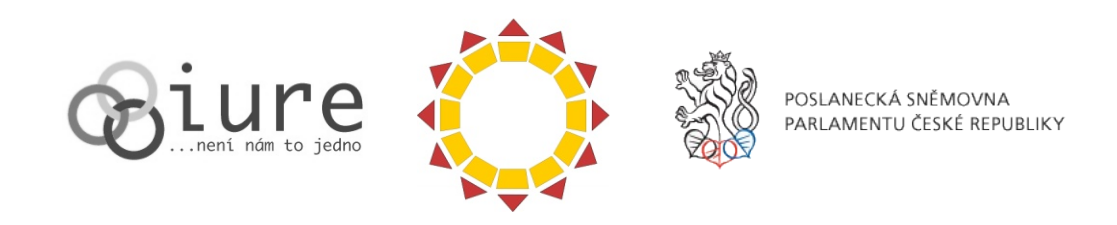 iure
...není nám to jedno
POSLANECKÁ SNĚMOVNA
PARLAMENTU ČESKÉ REPUBLIKY